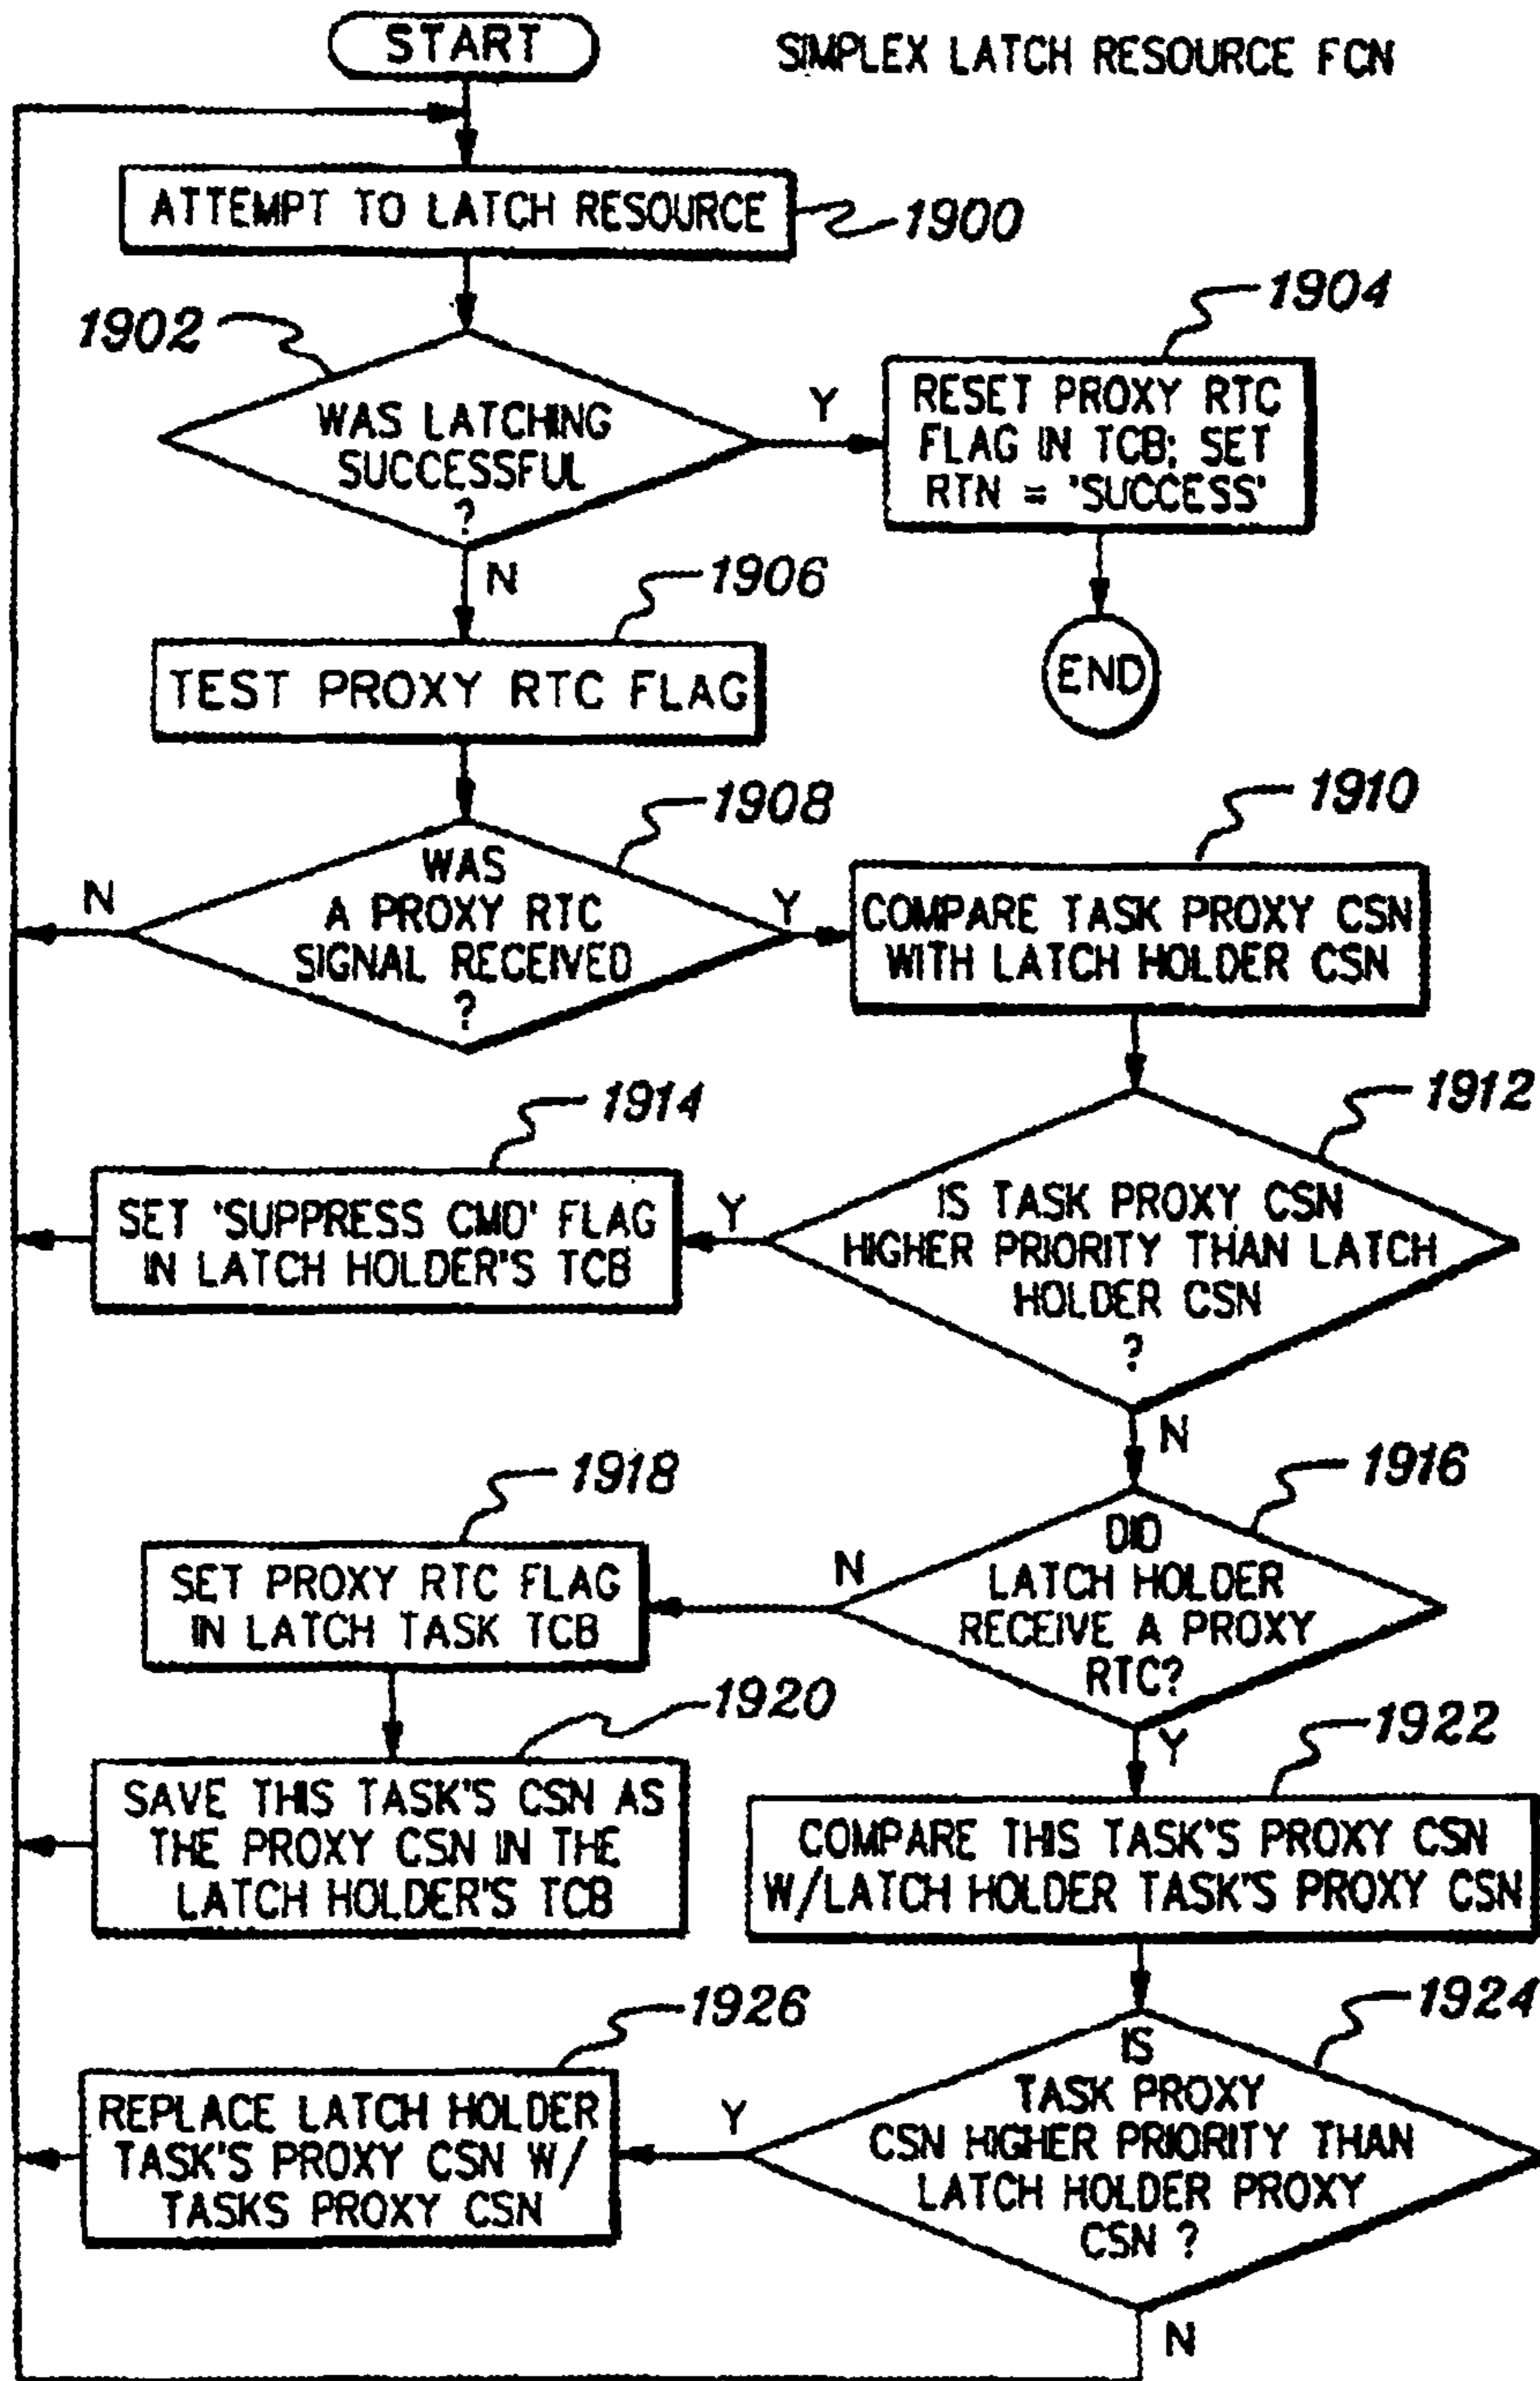 START
SIMPLEX LATCH RESOURCE FCN
ATTEMPT TO LATCH RESOURCE
1900
1902
WAS LATCHING
SUCCESSFUL
?
Y
1904
RESET PROXY RTC
FLAG IN TCB; SET
RTN = 'SUCCESS'
END
N
1906
TEST PROXY RTC FLAG
1908
WAS
A PROXY RTC
SIGNAL RECEIVED
?
N
Y
1910
COMPARE TASK PROXY CSN
WITH LATCH HOLDER CSN
1912
IS TASK PROXY CSN
HIGHER PRIORITY THAN LATCH
HOLDER CSN
?
Y
1914
SET 'SUPPRESS CMD' FLAG
IN LATCH HOLDER'S TCB
N
1916
DID
LATCH HOLDER
RECEIVE A PROXY
RTC?
N
1918
SET PROXY RTC FLAG
IN LATCH TASK TCB
1920
SAVE THIS TASK'S CSN AS
THE PROXY CSN IN THE
LATCH HOLDER'S TCB
Y
1922
COMPARE THIS TASK'S PROXY CSN
W/LATCH HOLDER TASK'S PROXY CSN
1924
IS
TASK PROXY
CSN HIGHER PRIORITY THAN
LATCH HOLDER PROXY
CSN ?
Y
1926
REPLACE LATCH HOLDER
TASK'S PROXY CSN W/
TASKS PROXY CSN
N